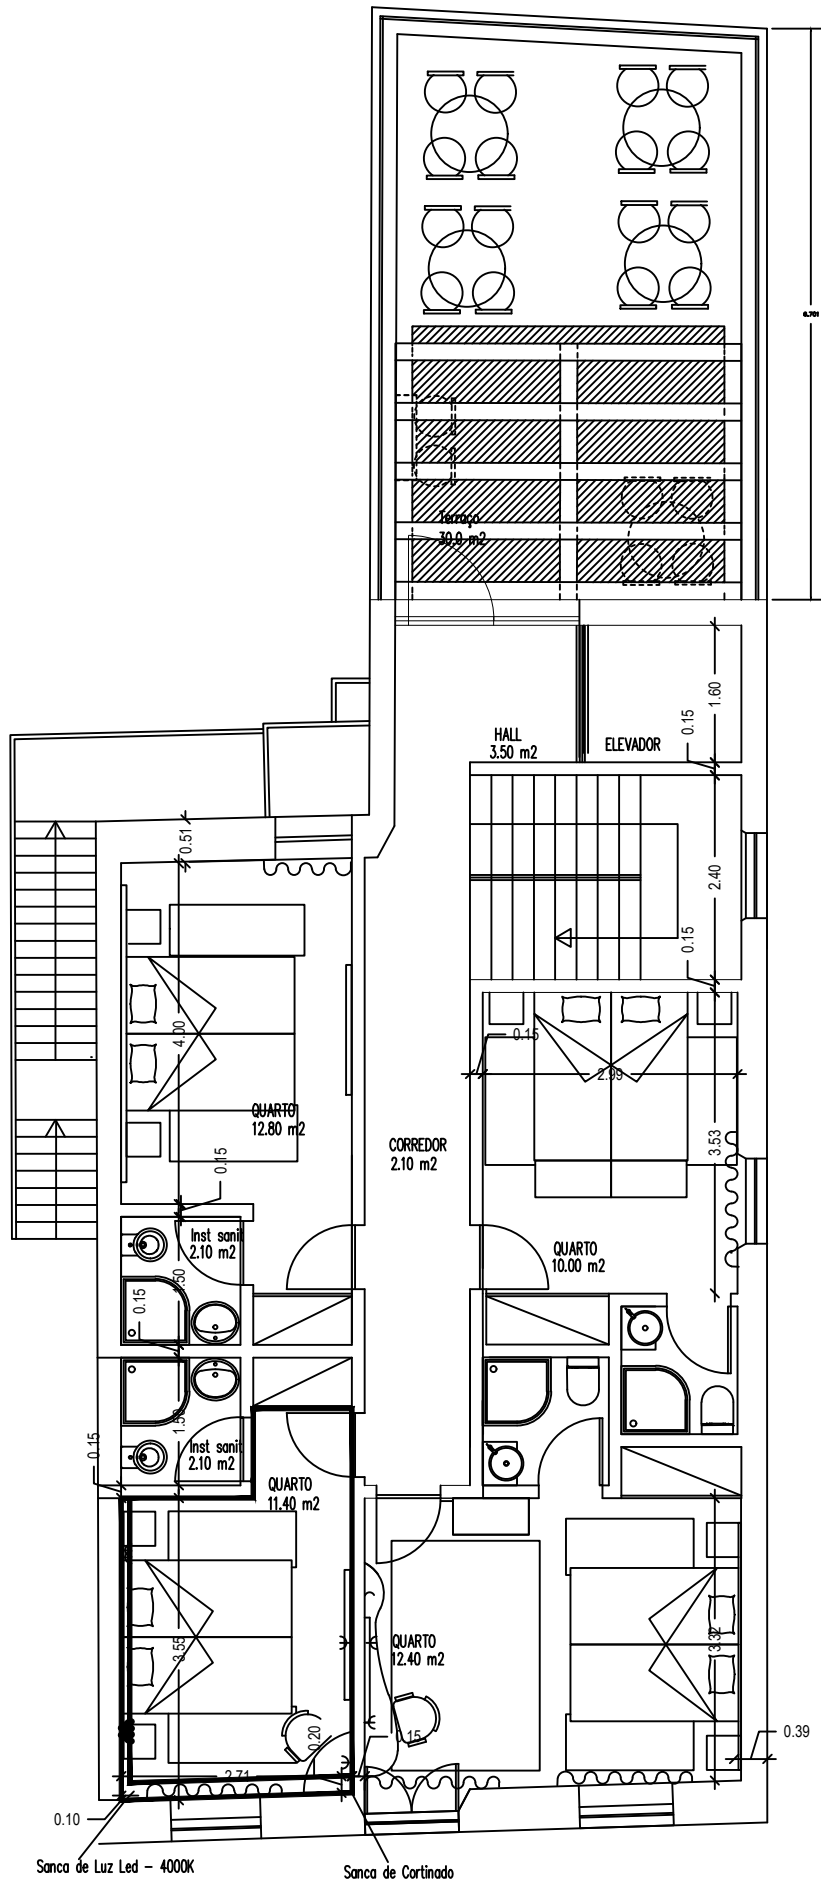 6.701
Terraço
30.0 m2
1.60
0.15
HALL
3.50 m2
ELEVADOR
0.51
2.40
0.15
0.15
4.00
2.99
QUARTO
12.80 m2
CORREDOR
2.10 m2
3.53
0.15
Inst sanit
2.10 m2
QUARTO
10.00 m2
1.50
0.15
1.50
0.15
Inst sanit
2.10 m2
QUARTO
11.40 m2
3.55
QUARTO
12.40 m2
3.32
0.20
0.15
0.39
2.71
0.10
Sanca de Luz Led - 4000K
Sanca de Cortinado